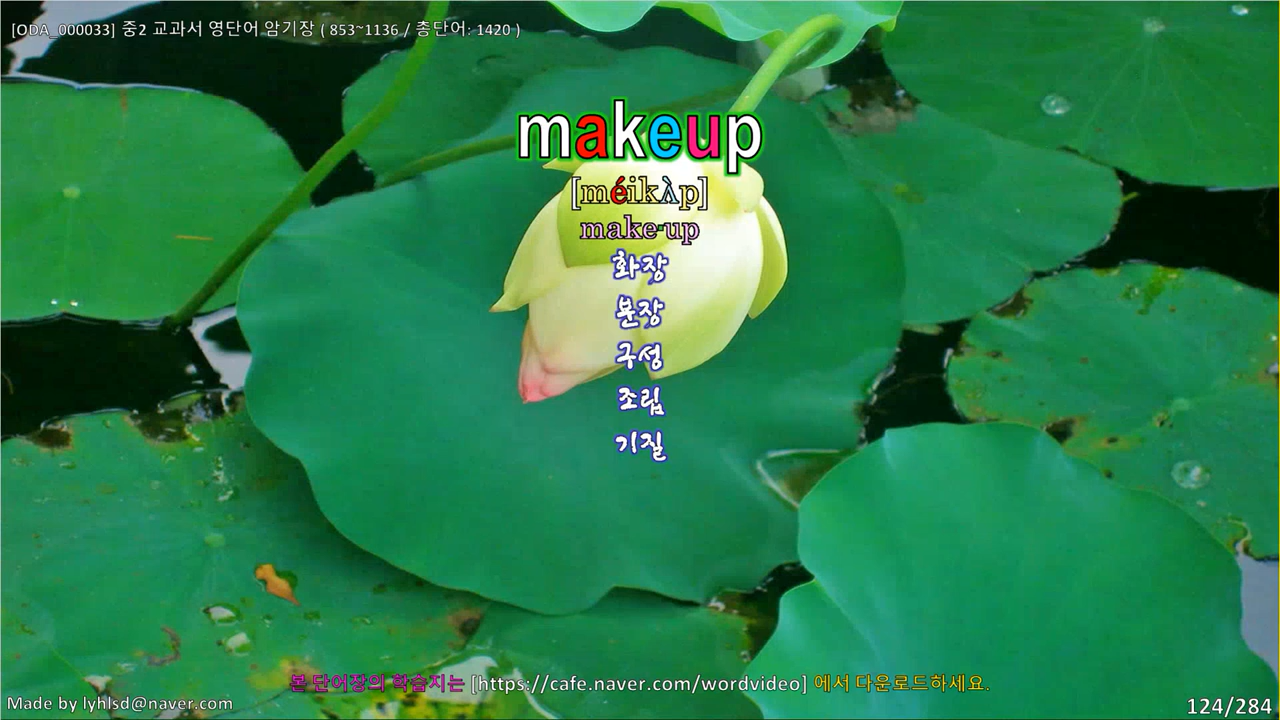 [ODA_000033] 중2 교과서 영단어 암기장 ( 853~1136 / 총단어: 1420 )
makeup
[méikʌ̀p]
make·up
화장
분장
구성
조립
기질
본 단어장의 학습지는 [https://cafe.naver.com/wordvideo] 에서 다운로드하세요.
Made by lyhlsd@naver.com
124/284